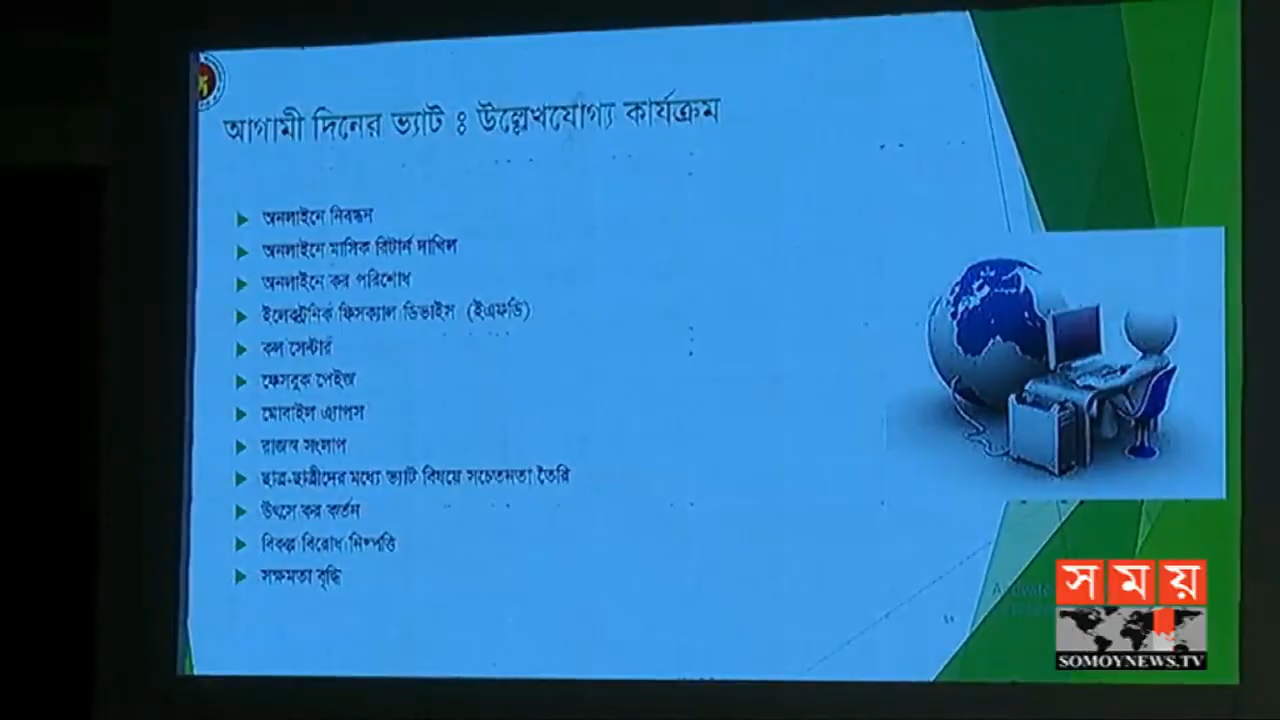 আগামী দিনের ভ্যাট ঃ উল্লেখযোগ্য কার্যক্রম
অনলাইনে নিবন্ধন
অনলাইনে মাসিক রিটার্ন দাখিল
অনলাইনে কর পরিশোধ
ইলেক্ট্রনিক ফিসক্যাল ডিভাইস (ইএফডি)
কল সেন্টার
ফেসবুক পেইজ
মোবাইল এ্যাপস
রাজস্ব সংলাপ
ছাত্র-ছাত্রীদের মধ্যে ভ্যাট বিষয়ে সচেতনতা তৈরি
উৎসে কর কর্তন
বিকল্প বিরোধ নিষ্পত্তি
সক্ষমতা বৃদ্ধি
সময়
SOMOYNEWS.TV